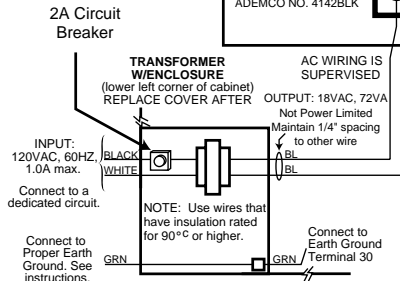 ADEMCO NO. 4142BLK
2A Circuit
Breaker
TRANSFORMER
W/ENCLOSURE
(lower left corner of cabinet)
REPLACE COVER AFTER
AC WIRING IS
SUPERVISED
OUTPUT: 18VAC, 72VA
Not Power Limited
Maintain 1/4" spacing
to other wire
INPUT:
120VAC, 60HZ,
1.0A max.
BLACK
WHITE
BL
BL
Connect to a
dedicated circuit.
NOTE: Use wires that
have insulation rated
for 90°C or higher.
Connect to
Proper Earth
Ground. See
instructions.
GRN
GRN
Connect to
Earth Ground
Terminal 30